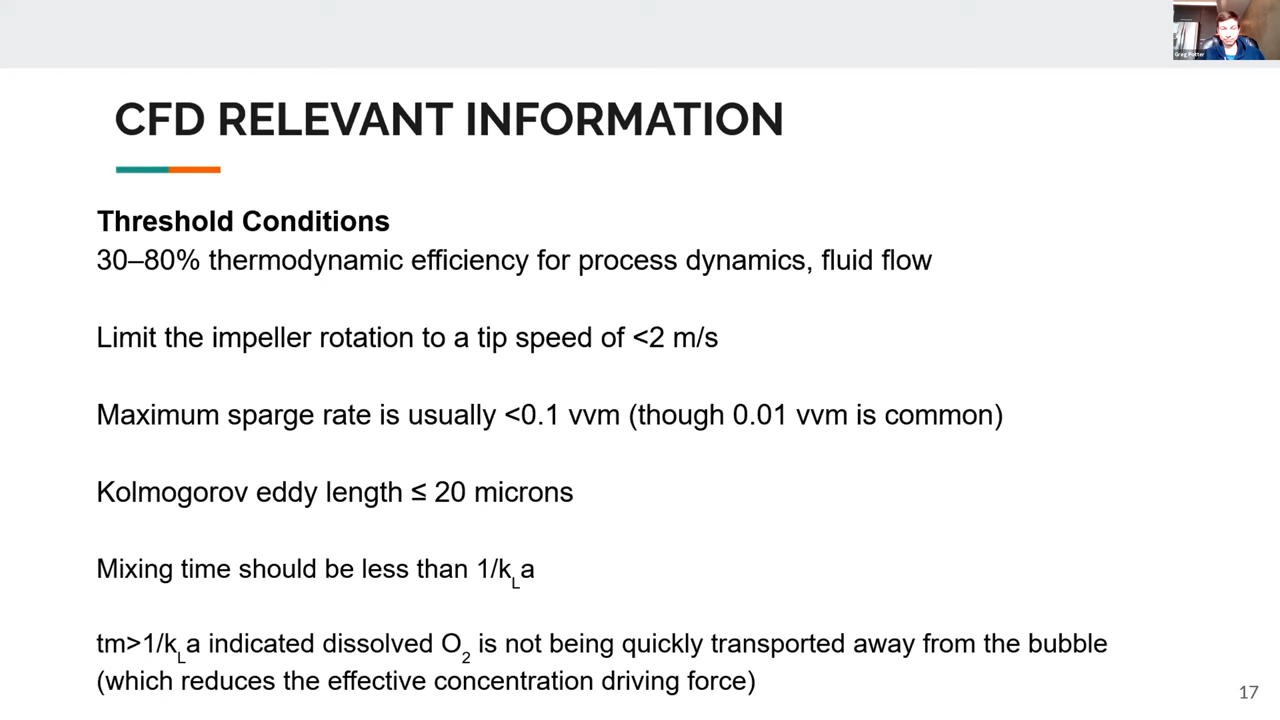 Greg Potter
CFD RELEVANT INFORMATION
Threshold Conditions
30–80% thermodynamic efficiency for process dynamics, fluid flow
Limit the impeller rotation to a tip speed of <2 m/s
Maximum sparge rate is usually <0.1 vvm (though 0.01 vvm is common)
Kolmogorov eddy length ≤ 20 microns
Mixing time should be less than 1/kLa
tm>1/kLa indicated dissolved O2 is not being quickly transported away from the bubble
(which reduces the effective concentration driving force)
17